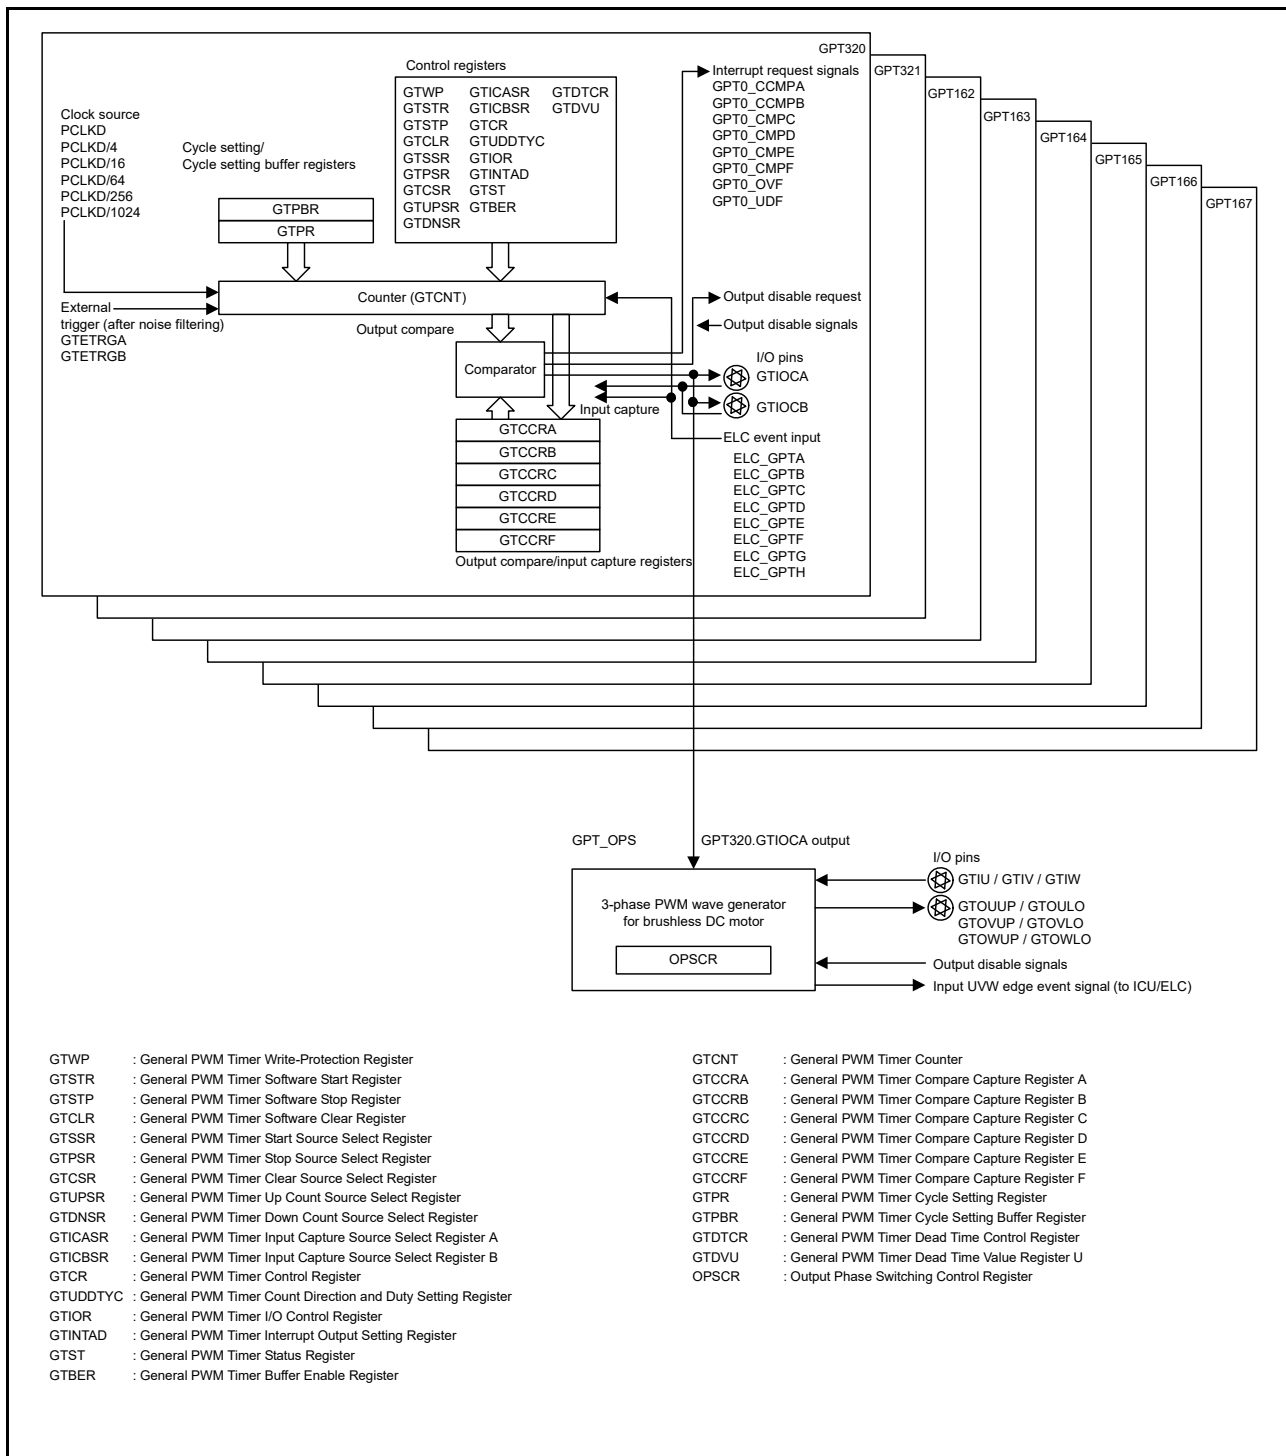 GPT320
GPT321
GPT162
GPT163
GPT164
GPT165
GPT166
GPT167
Control registers
GTWP GTICASR GTDTCR
GTSTR GTICBSR GTDVU
GTSTP GTCR
GTCLR GTUDDTYC
GTSSR GTIOR
GTPSR GTINTAD
GTCSR GTST
GTUPSR GTBER
GTDNSR
Interrupt request signals
GPT0_CCMPA
GPT0_CCMPB
GPT0_CMPC
GPT0_CMPD
GPT0_CMPE
GPT0_CMPF
GPT0_OVF
GPT0_UDF
Clock source
PCLKD
PCLKD/4
PCLKD/16
PCLKD/64
PCLKD/256
PCLKD/1024
Cycle setting/
Cycle setting buffer registers
GTPBR
GTPR
Counter (GTCNT)
External
trigger (after noise filtering)
GTETRGA
GTETRGB
Output compare
Comparator
Output disable request
Output disable signals
I/O pins
GTIOCA
GTIOCB
Input capture
GTCCRA
GTCCRB
GTCCRC
GTCCRD
GTCCRE
GTCCRF
Output compare/input capture registers
ELC event input
ELC_GPTA
ELC_GPTB
ELC_GPTC
ELC_GPTD
ELC_GPTE
ELC_GPTF
ELC_GPTG
ELC_GPTH
GPT_OPS
GPT320.GTIOCA output
3-phase PWM wave generator
for brushless DC motor
OPSCR
I/O pins
GTIU / GTIV / GTIW
GTOUUP / GTOULO
GTOVUP / GTOVLO
GTOWUP / GTOWLO
Output disable signals
Input UVW edge event signal (to ICU/ELC)
GTWP : General PWM Timer Write-Protection Register
GTSTR : General PWM Timer Software Start Register
GTSTP : General PWM Timer Software Stop Register
GTCLR : General PWM Timer Software Clear Register
GTSSR : General PWM Timer Start Source Select Register
GTPSR : General PWM Timer Stop Source Select Register
GTCSR : General PWM Timer Clear Source Select Register
GTUPSR : General PWM Timer Up Count Source Select Register
GTDNSR : General PWM Timer Down Count Source Select Register
GTICASR : General PWM Timer Input Capture Source Select Register A
GTICBSR : General PWM Timer Input Capture Source Select Register B
GTCR : General PWM Timer Control Register
GTUDDTYC : General PWM Timer Count Direction and Duty Setting Register
GTIOR : General PWM Timer I/O Control Register
GTINTAD : General PWM Timer Interrupt Output Setting Register
GTST : General PWM Timer Status Register
GTBER : General PWM Timer Buffer Enable Register
GTCNT : General PWM Timer Counter
GTCCRA : General PWM Timer Compare Capture Register A
GTCCRB : General PWM Timer Compare Capture Register B
GTCCRC : General PWM Timer Compare Capture Register C
GTCCRD : General PWM Timer Compare Capture Register D
GTCCRE : General PWM Timer Compare Capture Register E
GTCCRF : General PWM Timer Compare Capture Register F
GTPR : General PWM Timer Cycle Setting Register
GTPBR : General PWM Timer Cycle Setting Buffer Register
GTDTCR : General PWM Timer Dead Time Control Register
GTDVU : General PWM Timer Dead Time Value Register U
OPSCR : Output Phase Switching Control Register